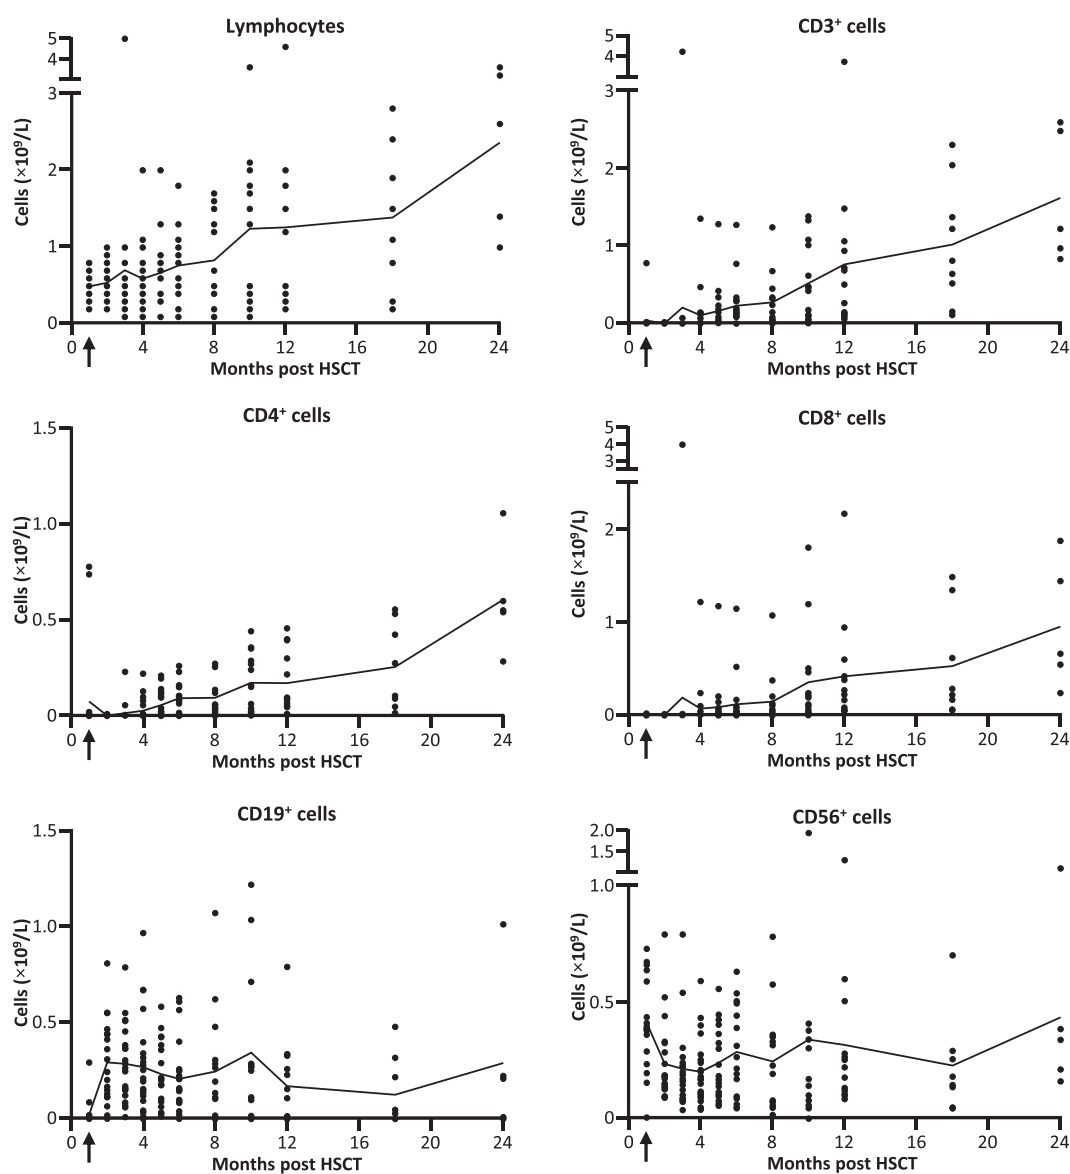 Lymphocytes
5
4
3
2
1
0
Cells (×10⁹/L)
0 4 8 12 16 20 24
Months post HSCT
CD3⁺ cells
5
4
3
2
1
0
Cells (×10⁹/L)
0 4 8 12 16 20 24
Months post HSCT
CD4⁺ cells
1.5
1.0
0.5
0
Cells (×10⁹/L)
0 4 8 12 16 20 24
Months post HSCT
CD8⁺ cells
5
4
3
2
1
0
Cells (×10⁹/L)
0 4 8 12 16 20 24
Months post HSCT
CD19⁺ cells
1.5
1.0
0.5
0
Cells (×10⁹/L)
0 4 8 12 16 20 24
Months post HSCT
CD56⁺ cells
2.0
1.5
1.0
0.5
0
Cells (×10⁹/L)
0 4 8 12 16 20 24
Months post HSCT